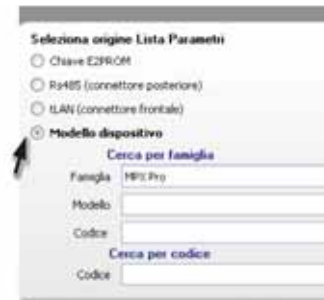 Seleziona origine Lista Parametri
Chiave E2PROM
Rs485 (connettore posteriore)
tLAN (connettore frontale)
Modello dispositivo
Cerca per famiglia
Famiglia MPX Pro
Modello
Codice
Cerca per codice
Codice